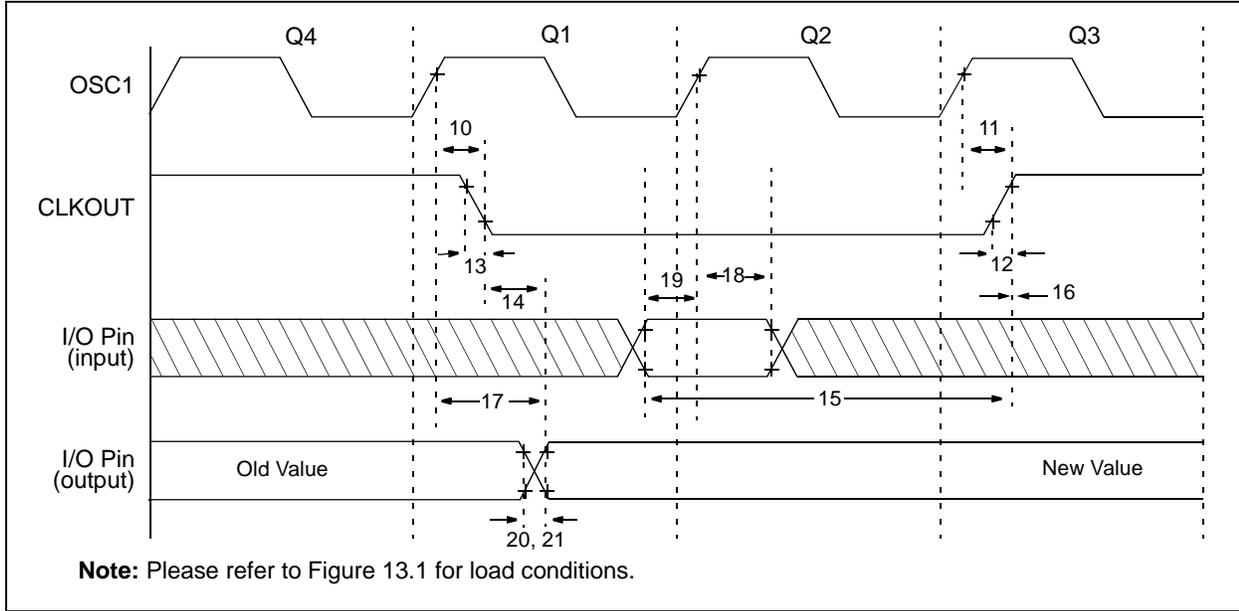 Q4 Q1 Q2 Q3
OSC1
10 11
CLKOUT
13 12
19 18
14 16
I/O Pin
(input)
17 15
I/O Pin
(output)
Old Value New Value
20, 21
Note: Please refer to Figure 13.1 for load conditions.